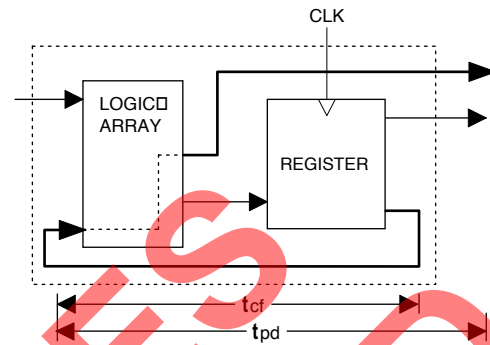 CLK
LOGIC□
ARRAY
REGISTER
tcf
tpd